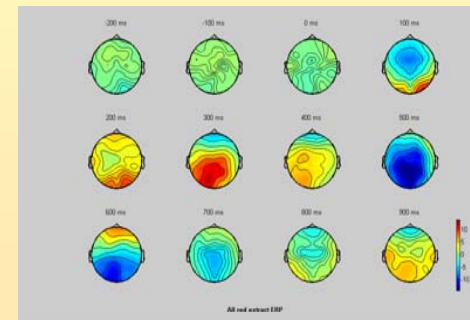 -200 ms -100 ms 0 ms 100 ms
200 ms 300 ms 400 ms 500 ms
600 ms 700 ms 800 ms 900 ms
10
5
0
-5
-10
All red extract ERP